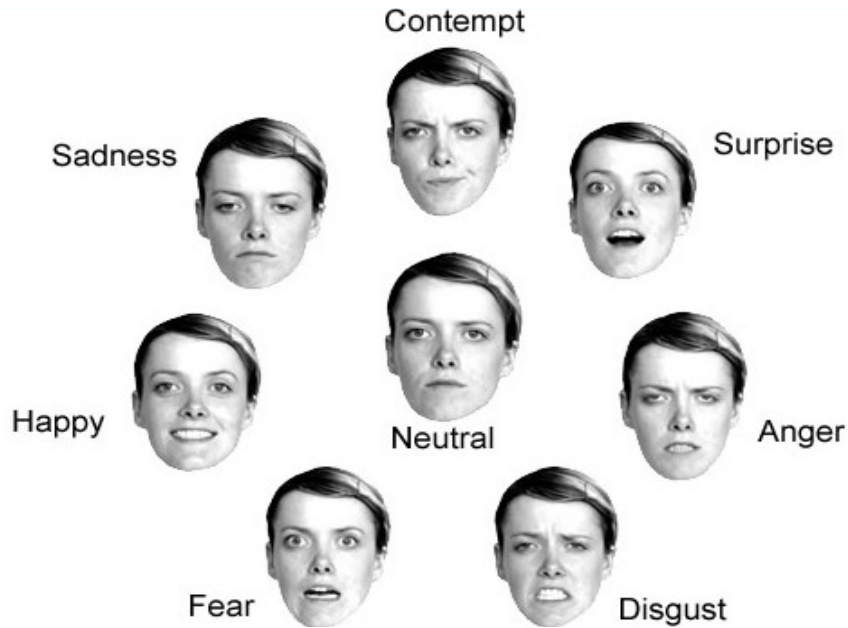 Contempt
Sadness
Surprise
Happy
Neutral
Anger
Fear
Disgust